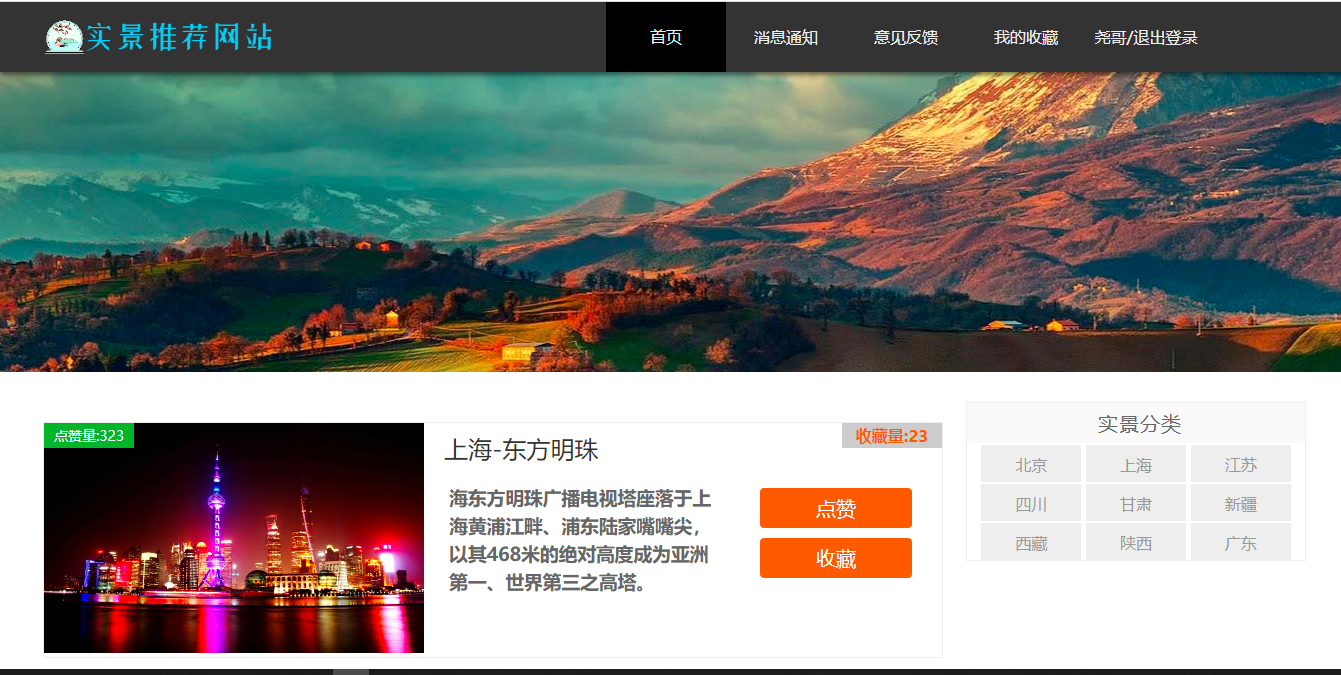 实景推荐网站
首页 消息通知 意见反馈 我的收藏 尧哥/退出登录
点赞量:323
上海-东方明珠
收藏量:23
海东方明珠广播电视塔座落于上
海黄浦江畔、浦东陆家嘴嘴尖，
以其468米的绝对高度成为亚洲
第一、世界第三之高塔。
点赞
收藏
实景分类
北京 上海 江苏
四川 甘肃 新疆
西藏 陕西 广东